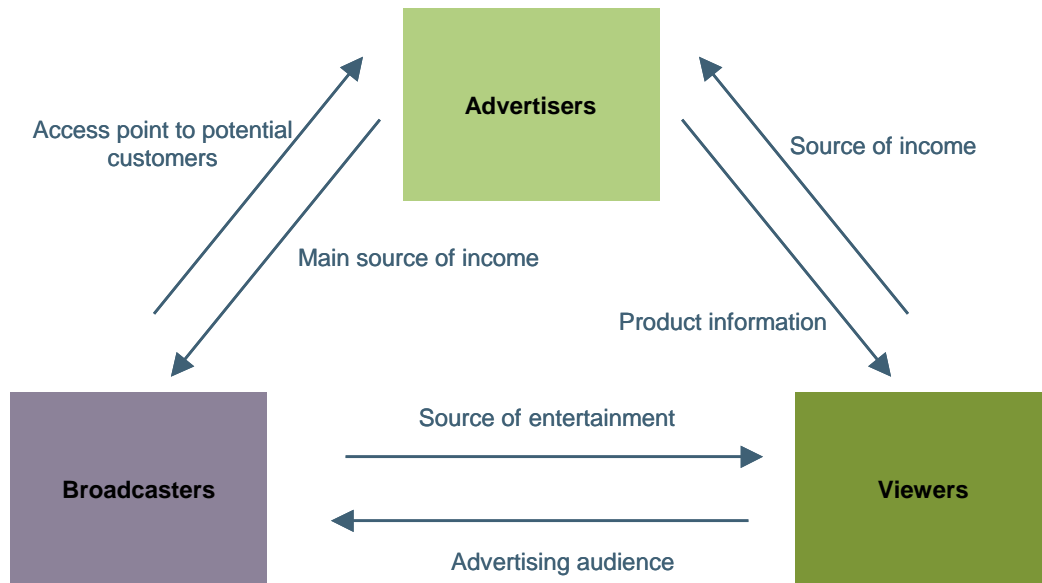 Advertisers
Access point to potential
customers
Source of income
Main source of income
Product information
Source of entertainment
Broadcasters
Viewers
Advertising audience